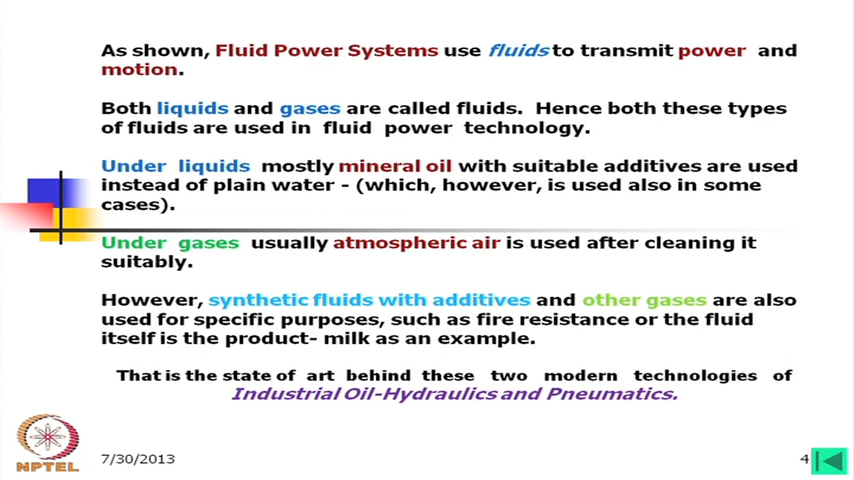 As shown, Fluid Power Systems use fluids to transmit power and
motion.
Both liquids and gases are called fluids. Hence both these types
of fluids are used in fluid power technology.
Under liquids mostly mineral oil with suitable additives are used
instead of plain water - (which, however, is used also in some
cases).
Under gases usually atmospheric air is used after cleaning it
suitably.
However, synthetic fluids with additives and other gases are also
used for specific purposes, such as fire resistance or the fluid
itself is the product- milk as an example.
That is the state of art behind these two modern technologies of
Industrial Oil-Hydraulics and Pneumatics.
NPTEL
7/30/2013
4